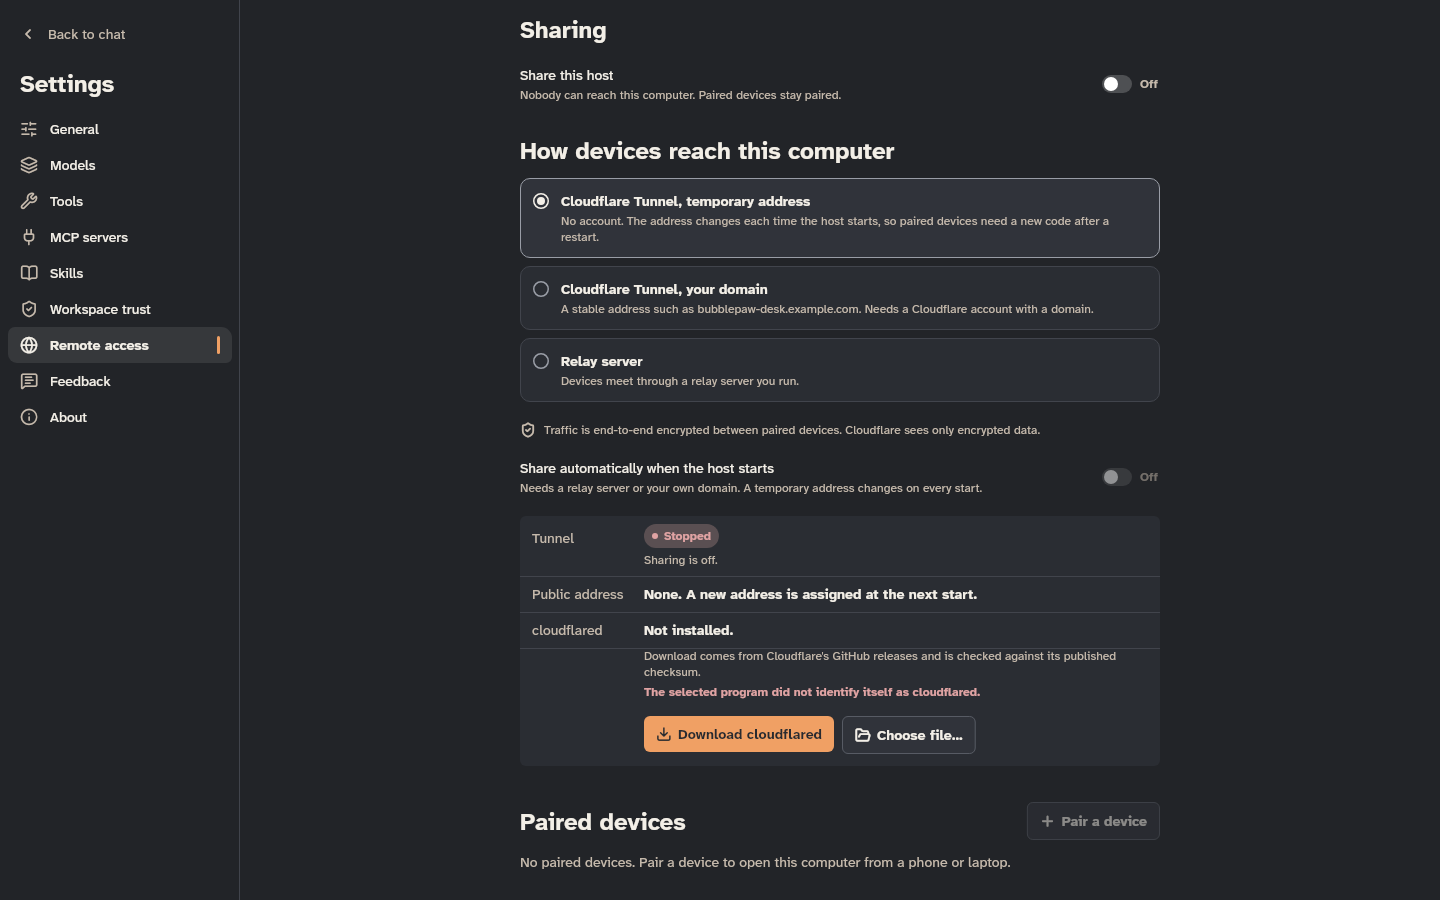 Back to chat
Settings
General
Models
Tools
MCP servers
Skills
Workspace trust
Remote access
Feedback
About
Sharing
Share this host
Nobody can reach this computer. Paired devices stay paired.
Off
How devices reach this computer
Cloudflare Tunnel, temporary address
No account. The address changes each time the host starts, so paired devices need a new code after a
restart.
Cloudflare Tunnel, your domain
A stable address such as bubblepaw-desk.example.com. Needs a Cloudflare account with a domain.
Relay server
Devices meet through a relay server you run.
Traffic is end-to-end encrypted between paired devices. Cloudflare sees only encrypted data.
Share automatically when the host starts
Needs a relay server or your own domain. A temporary address changes on every start.
Off
Tunnel
Stopped
Sharing is off.
Public address
None. A new address is assigned at the next start.
cloudflared
Not installed.
Download comes from Cloudflare's GitHub releases and is checked against its published
checksum.
The selected program did not identify itself as cloudflared.
Download cloudflared
Choose file...
Paired devices
Pair a device
No paired devices. Pair a device to open this computer from a phone or laptop.